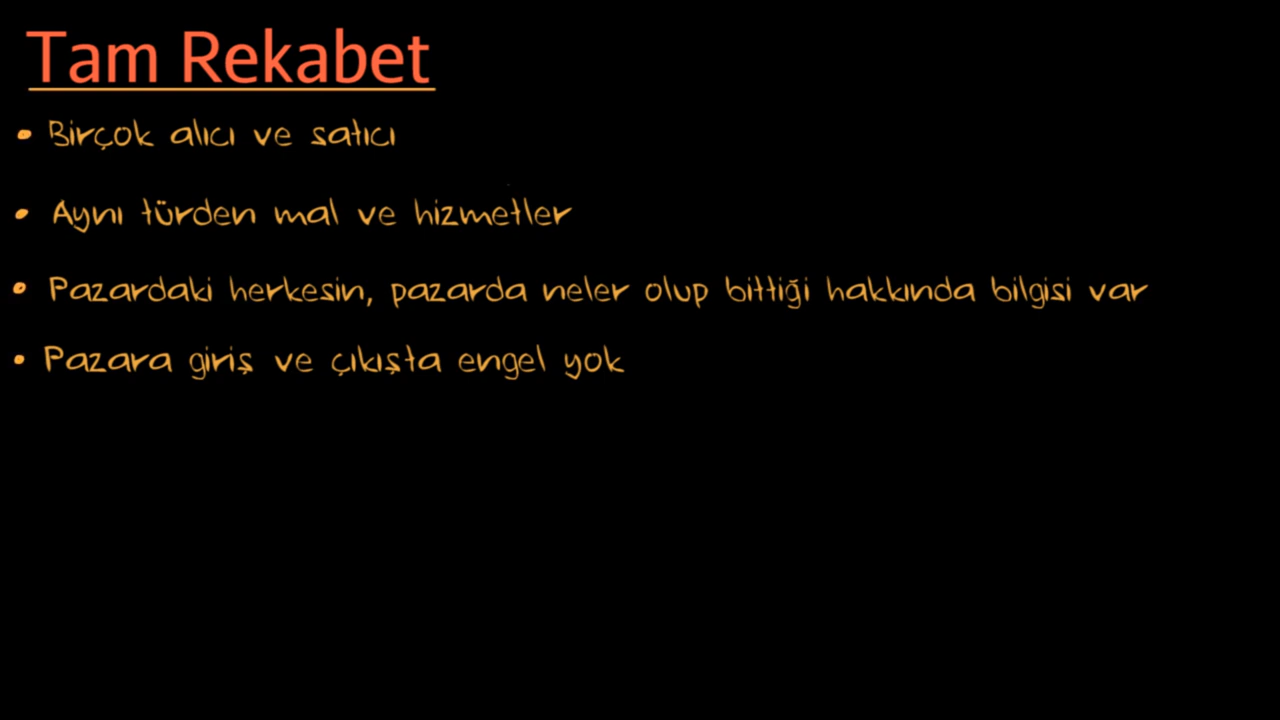 Tam Rekabet
• Birçok alıcı ve satıcı
• Aynı türden mal ve hizmetler
• Pazardaki herkesin, pazarda neler olup bittiği hakkında bilgisi var
• Pazara giriş ve çıkışta engel yok